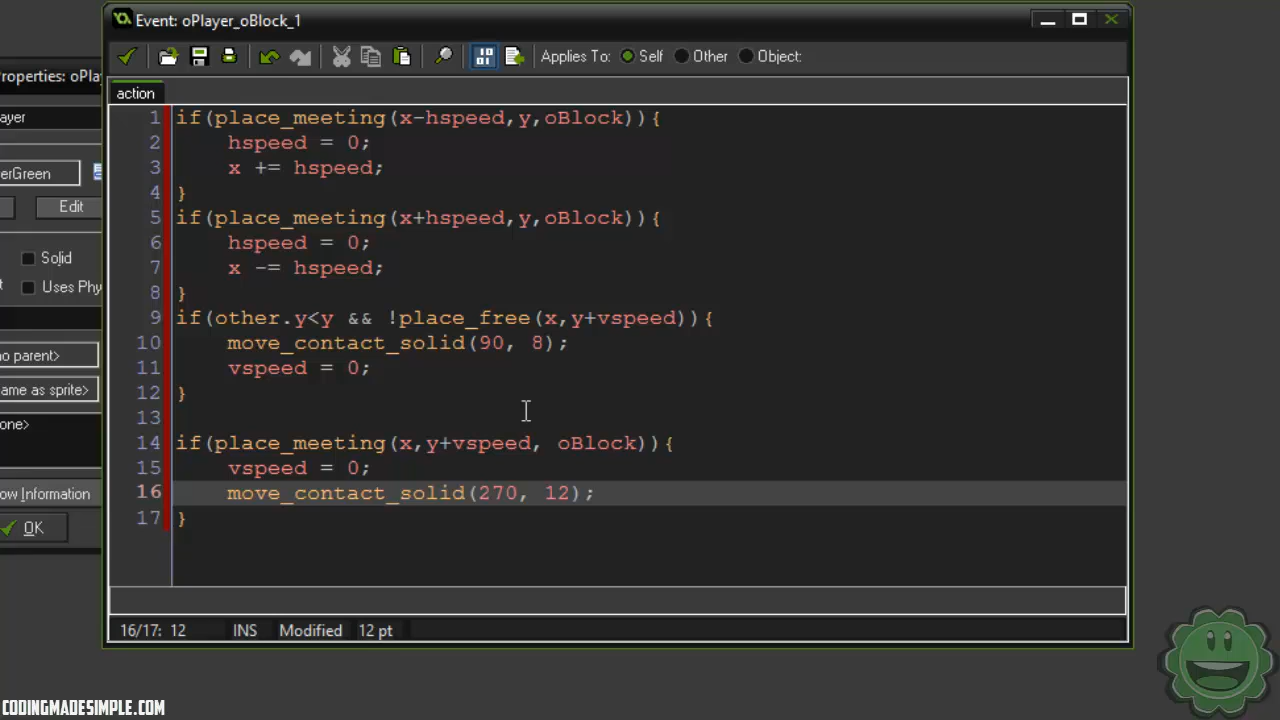 Event: oPlayer_oBlock_1
Applies To: Self Other Object:
action
1 if(place_meeting(x-hspeed,y,oBlock)){
2 hspeed = 0;
3 x += hspeed;
4 }
5 if(place_meeting(x+hspeed,y,oBlock)){
6 hspeed = 0;
7 x -= hspeed;
8 }
9 if(other.y<y && !place_free(x,y+vspeed)){
10 move_contact_solid(90, 8);
11 vspeed = 0;
12 }
13
14 if(place_meeting(x,y+vspeed, oBlock)){
15 vspeed = 0;
16 move_contact_solid(270, 12);
17 }
16/17: 12 INS Modified 12 pt
roperties: oPla
ayer
erGreen
Edit
Solid
t Uses Phy
no parent>
ame as sprite>
one>
ow Information
OK
CODINGMADESIMPLE.COM